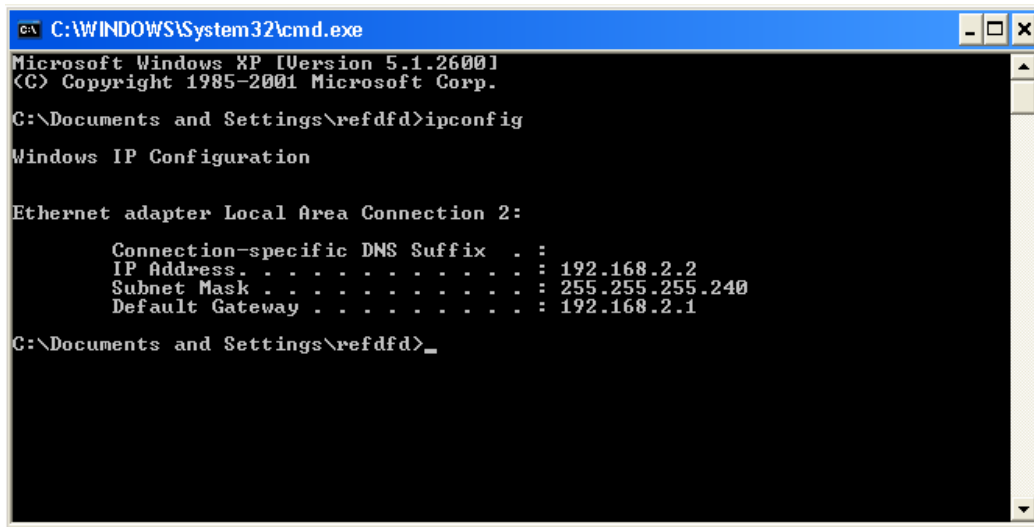 C:\WINDOWS\System32\cmd.exe
Microsoft Windows XP [Version 5.1.2600]
(C) Copyright 1985-2001 Microsoft Corp.
C:\Documents and Settings\refdfd>ipconfig
Windows IP Configuration
Ethernet adapter Local Area Connection 2:
Connection-specific DNS Suffix . :
IP Address. . . . . . . . . . . . : 192.168.2.2
Subnet Mask . . . . . . . . . . . : 255.255.255.240
Default Gateway . . . . . . . . . : 192.168.2.1
C:\Documents and Settings\refdfd>_